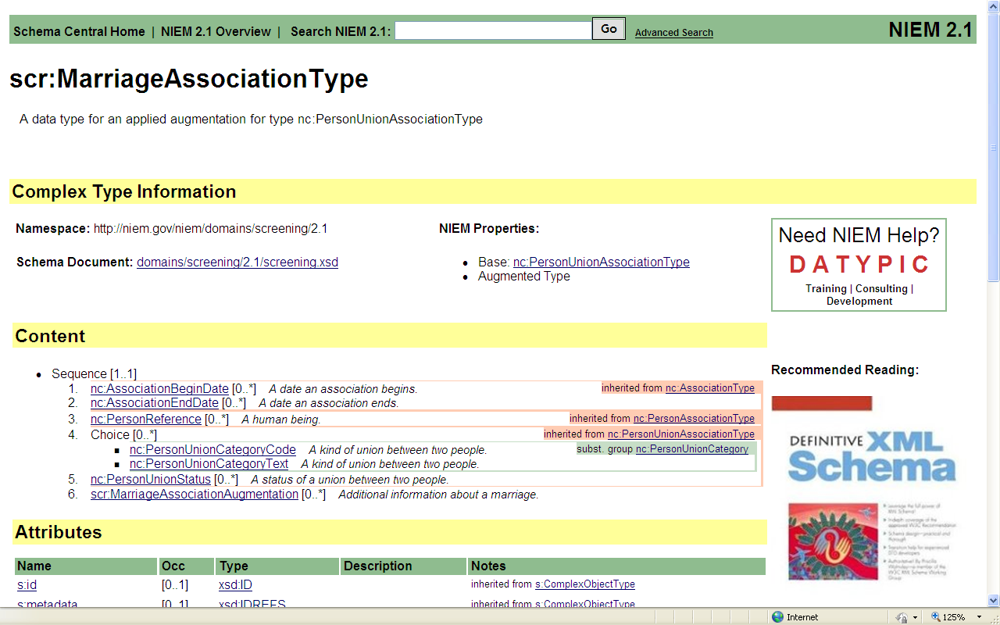 Schema Central Home | NIEM 2.1 Overview | Search NIEM 2.1: Go Advanced Search NIEM 2.1
scr:MarriageAssociationType
A data type for an applied augmentation for type nc:PersonUnionAssociationType
Complex Type Information
Namespace: http://niem.gov/niem/domains/screening/2.1
Schema Document: domains/screening/2.1/screening.xsd
NIEM Properties:
• Base: nc:PersonUnionAssociationType
• Augmented Type
Need NIEM Help?
DATYPIC
Training | Consulting |
Development
Content
• Sequence [1..1]
1. nc:AssociationBeginDate [0..*] A date an association begins. inherited from nc:AssociationType
2. nc:AssociationEndDate [0..*] A date an association ends.
3. nc:PersonReference [0..*] A human being. inherited from nc:PersonAssociationType
4. Choice [0..*] inherited from nc:PersonUnionAssociationType
▪ nc:PersonUnionCategoryCode A kind of union between two people. subst. group nc:PersonUnionCategory
▪ nc:PersonUnionCategoryText A kind of union between two people.
5. nc:PersonUnionStatus [0..*] A status of a union between two people.
6. scr:MarriageAssociationAugmentation [0..*] Additional information about a marriage.
Recommended Reading:
DEFINITIVE XML
Schema
Attributes
Name Occ Type Description Notes
s:id [0..1] xsd:ID inherited from s:ComplexObjectType
s:metadata [0..1] xsd:IDREFS inherited from s:ComplexObjectType
Internet 125%